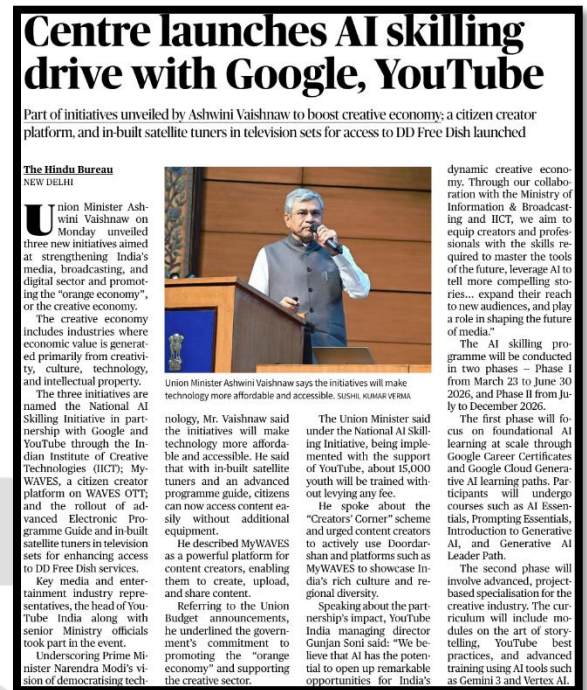 Centre launches AI skilling
drive with Google, YouTube
Part of initiatives unveiled by Ashwini Vaishnaw to boost creative economy; a citizen creator
platform, and in-built satellite tuners in television sets for access to DD Free Dish launched
The Hindu Bureau
NEW DELHI
Union Minister Ash-
wini Vaishnaw on
Monday unveiled
three new initiatives aimed
at strengthening India's
media, broadcasting, and
digital sector and promot-
ing the "orange economy",
or the creative economy.
The creative economy
includes industries where
economic value is generat-
ed primarily from creativi-
ty, culture, technology,
and intellectual property.
The three initiatives are
named the National AI
Skilling Initiative in part-
nership with Google and
YouTube through the In-
dian Institute of Creative
Technologies (IICT); My-
WAVES, a citizen creator
platform on WAVES OTT;
and the rollout of ad-
vanced Electronic Pro-
gramme Guide and in-built
satellite tuners in television
sets for enhancing access
to DD Free Dish services.
Key media and enter-
tainment industry repre-
sentatives, the head of You-
Tube India along with
senior Ministry officials
took part in the event.
Underscoring Prime Mi-
nister Narendra Modi's vi-
sion of democratising tech-
Union Minister Ashwini Vaishnaw says the initiatives will make
technology more affordable and accessible. SUSHIL KUMAR VERMA
nology, Mr. Vaishnaw said
the initiatives will make
technology more afforda-
ble and accessible. He said
that with in-built satellite
tuners and an advanced
programme guide, citizens
can now access content ea-
sily without additional
equipment.
He described MyWAVES
as a powerful platform for
content creators, enabling
them to create, upload,
and share content.
Referring to the Union
Budget announcements,
he underlined the govern-
ment's commitment to
promoting the "orange
economy" and supporting
the creative sector.
The Union Minister said
under the National AI Skill-
ing Initiative, being imple-
mented with the support
of YouTube, about 15,000
youth will be trained with-
out levying any fee.
He spoke about the
"Creators' Corner" scheme
and urged content creators
to actively use Doordar-
shan and platforms such as
MyWAVES to showcase In-
dia's rich culture and re-
gional diversity.
Speaking about the part-
nership's impact, YouTube
India managing director
Gunjan Soni said: "We be-
lieve that AI has the poten-
tial to open up remarkable
opportunities for India's
dynamic creative econo-
my. Through our collabo-
ration with the Ministry of
Information & Broadcast-
ing and IICT, we aim to
equip creators and profes-
sionals with the skills re-
quired to master the tools
of the future, leverage AI to
tell more compelling sto-
ries... expand their reach
to new audiences, and play
a role in shaping the future
of media."
The AI skilling pro-
gramme will be conducted
in two phases – Phase I
from March 23 to June 30
2026, and Phase II from Ju-
ly to December 2026.
The first phase will fo-
cus on foundational AI
learning at scale through
Google Career Certificates
and Google Cloud Genera-
tive AI learning paths. Par-
ticipants will undergo
courses such as AI Essen-
tials, Prompting Essentials,
Introduction to Generative
AI, and Generative AI
Leader Path.
The second phase will
involve advanced, project-
based specialisation for the
creative industry. The cur-
riculum will include mo-
dules on the art of story-
telling, YouTube best
practices, and advanced
training using AI tools such
as Gemini 3 and Vertex AI.